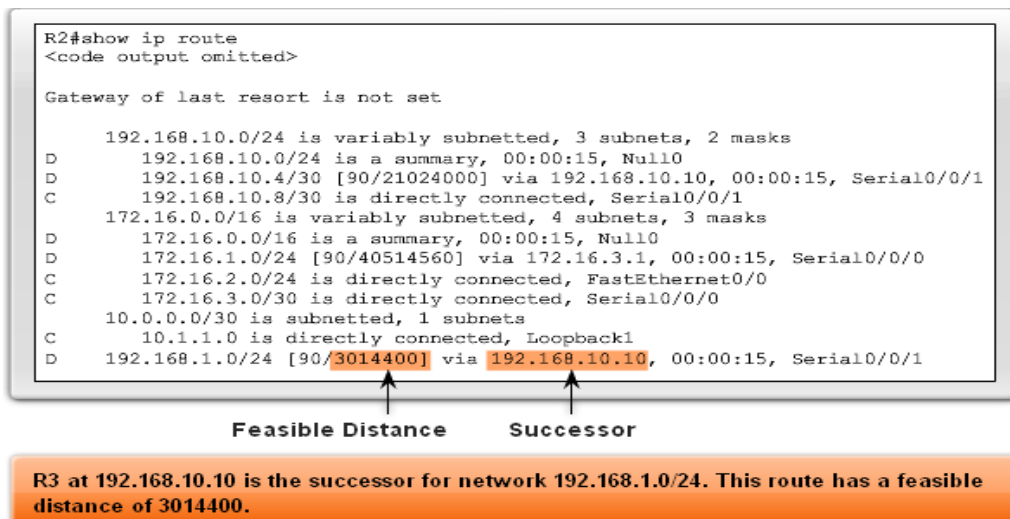 R2#show ip route
<code output omitted>
Gateway of last resort is not set
192.168.10.0/24 is variably subnetted, 3 subnets, 2 masks
D 192.168.10.0/24 is a summary, 00:00:15, Null0
D 192.168.10.4/30 [90/21024000] via 192.168.10.10, 00:00:15, Serial0/0/1
C 192.168.10.8/30 is directly connected, Serial0/0/1
172.16.0.0/16 is variably subnetted, 4 subnets, 3 masks
D 172.16.0.0/16 is a summary, 00:00:15, Null0
D 172.16.1.0/24 [90/40514560] via 172.16.3.1, 00:00:15, Serial0/0/0
C 172.16.2.0/24 is directly connected, FastEthernet0/0
C 172.16.3.0/30 is directly connected, Serial0/0/0
10.0.0.0/30 is subnetted, 1 subnets
C 10.1.1.0 is directly connected, Loopback1
D 192.168.1.0/24 [90/3014400] via 192.168.10.10, 00:00:15, Serial0/0/1
Feasible Distance Successor
R3 at 192.168.10.10 is the successor for network 192.168.1.0/24. This route has a feasible
distance of 3014400.